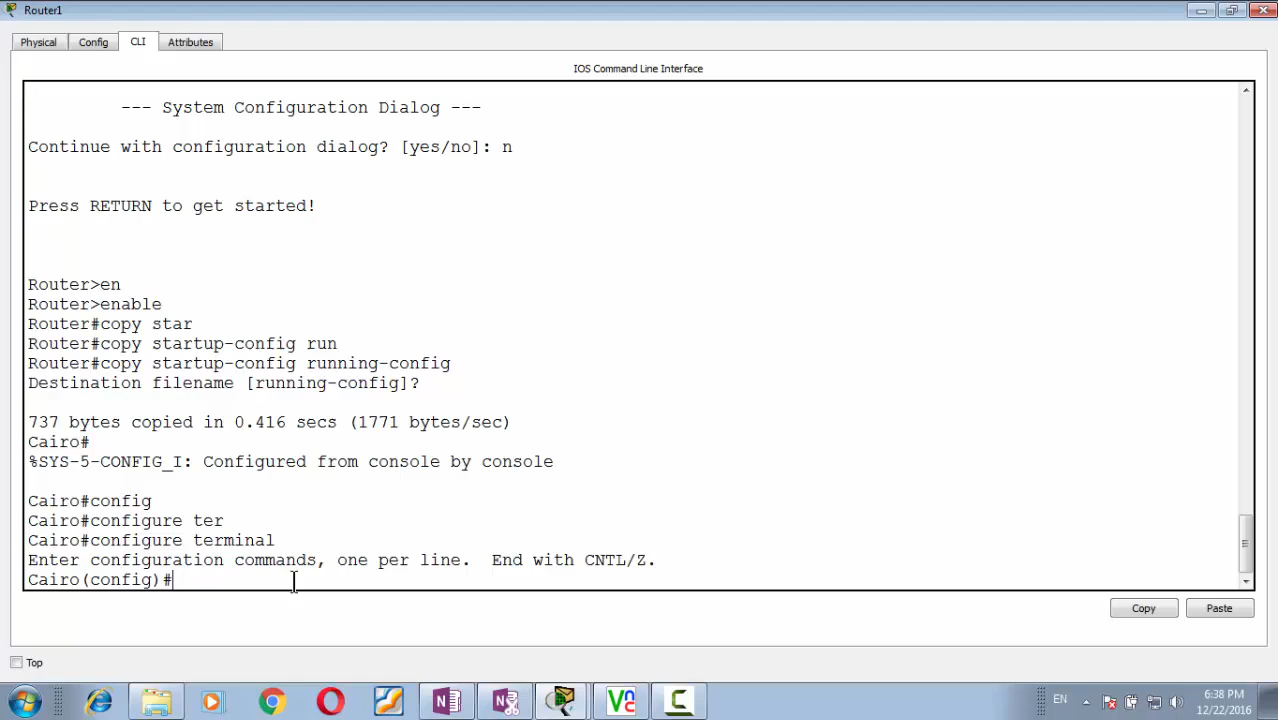 Router1
Physical Config CLI Attributes
IOS Command Line Interface
--- System Configuration Dialog ---
Continue with configuration dialog? [yes/no]: n
Press RETURN to get started!
Router>en
Router>enable
Router#copy star
Router#copy startup-config run
Router#copy startup-config running-config
Destination filename [running-config]?
737 bytes copied in 0.416 secs (1771 bytes/sec)
Cairo#
%SYS-5-CONFIG_I: Configured from console by console
Cairo#config
Cairo#configure ter
Cairo#configure terminal
Enter configuration commands, one per line.  End with CNTL/Z.
Cairo(config)#
Copy Paste
Top
EN 6:38 PM
12/22/2016